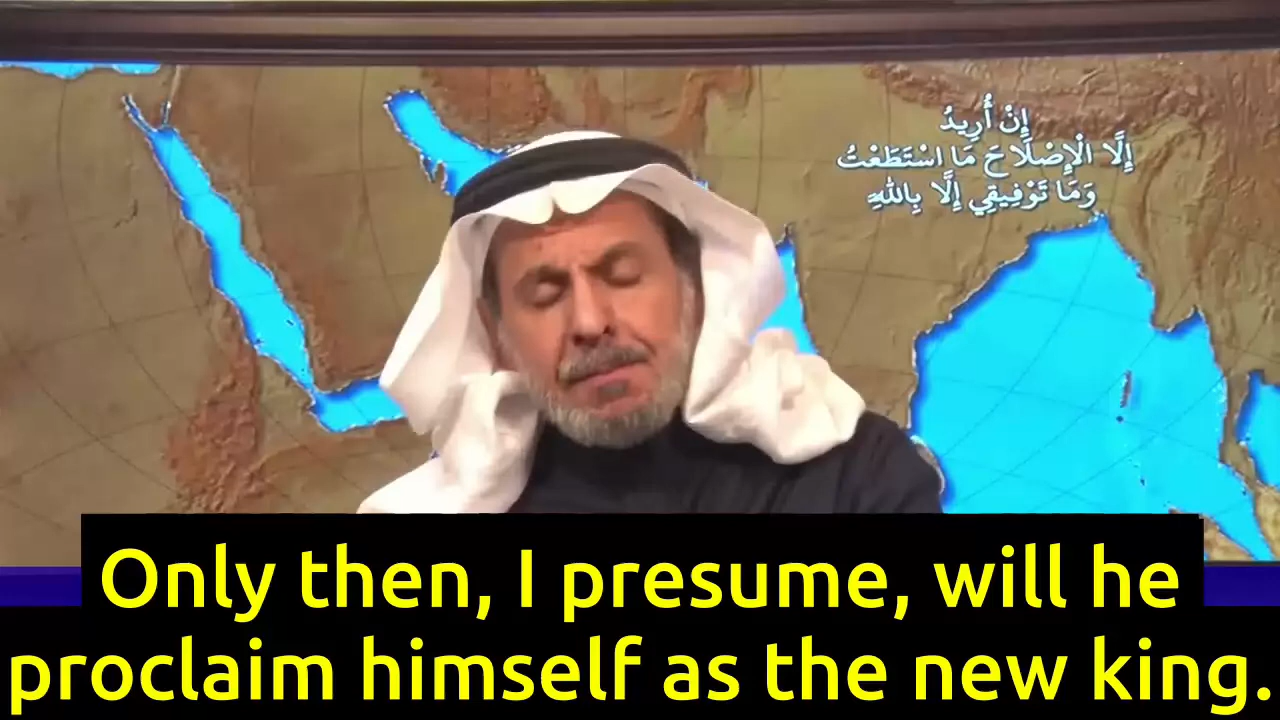 إِنْ أُرِيدُ
إِلَّا الْإِصْلَاحَ مَا اسْتَطَعْتُ
وَمَا تَوْفِيقِي إِلَّا بِاللَّهِ
Only then, I presume, will he
proclaim himself as the new king.